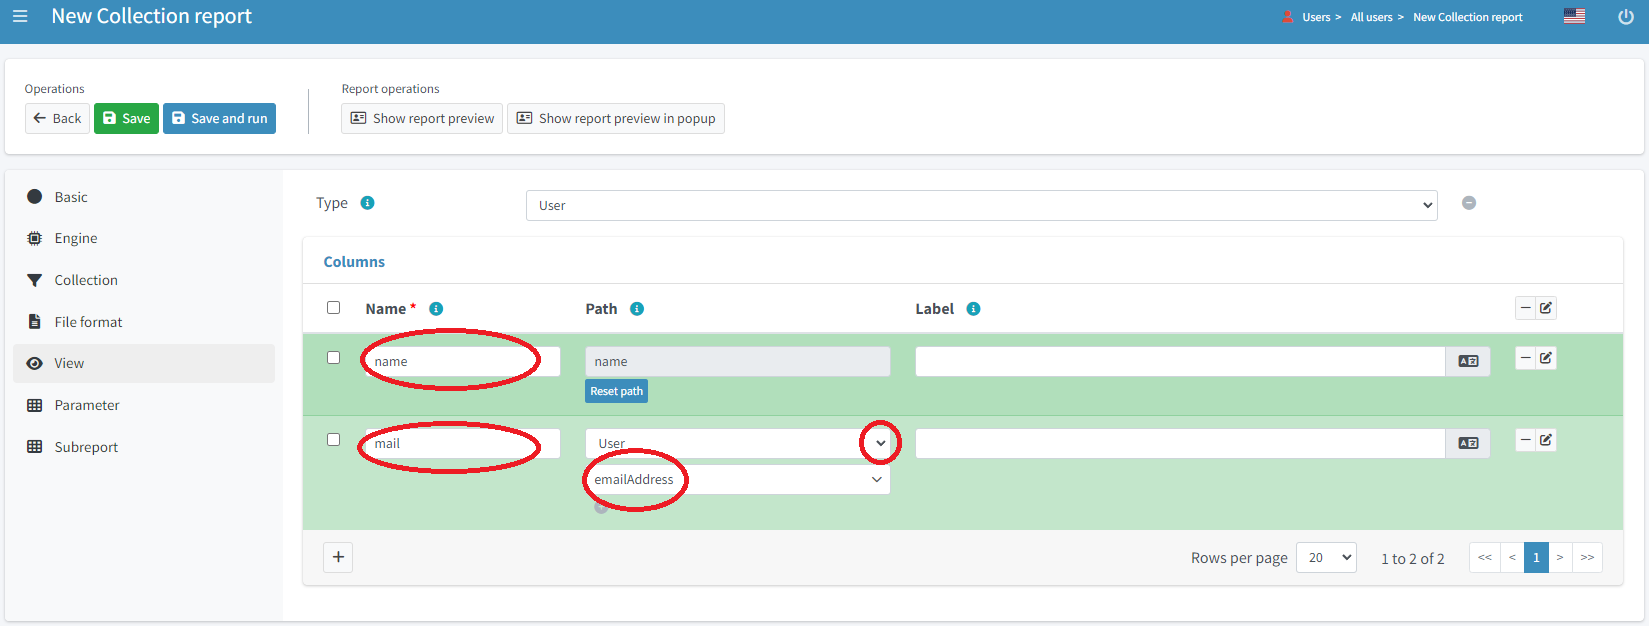 New Collection report
Users > All users > New Collection report
Operations
Report operations
Back Save Save and run Show report preview Show report preview in popup
Basic
Engine
Collection
File format
View
Parameter
Subreport
Type User
Columns
Name * Path Label
name name
Reset path
mail User
emailAddress
Rows per page 20 1 to 2 of 2 << < 1 > >>